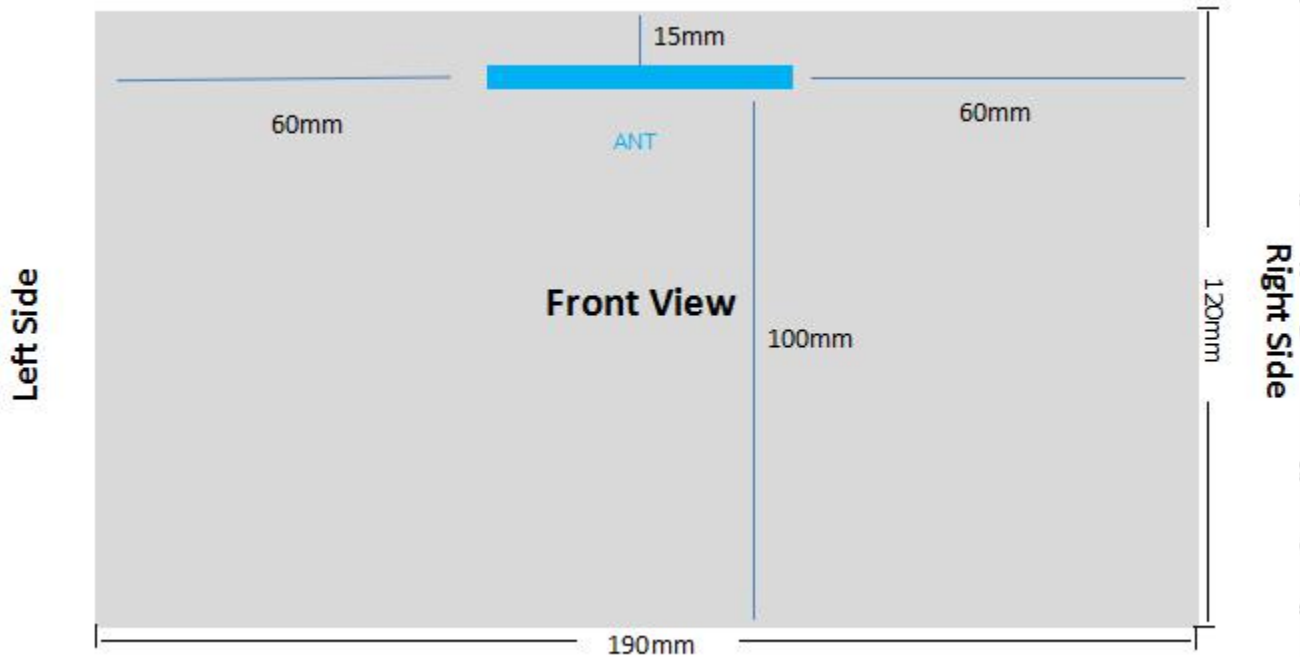 15mm
60mm
60mm
ANT
Left Side
Front View
100mm
120mm
Right Side
190mm